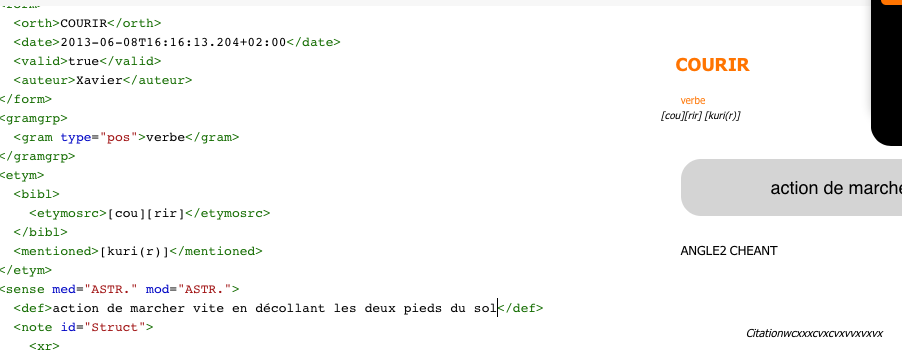 <orth>COURIR</orth>
<date>2013-06-08T16:16:13.204+02:00</date>
<valid>true</valid>
<auteur>Xavier</auteur>
</form>
<gramgrp>
<gram type="pos">verbe</gram>
</gramgrp>
<etym>
<bibl>
<etymosrc>[cou][rir]</etymosrc>
</bibl>
<mentioned>[kuri(r)]</mentioned>
</etym>
<sense med="ASTR." mod="ASTR.">
<def>action de marcher vite en décollant les deux pieds du sol</def>
<note id="Struct">
<xr>
COURIR
verbe
[cou][rir] [kuri(r)]
action de marche
ANGLE2 CHEANT
Citationwcxxxcvxcvxvvxvxvx